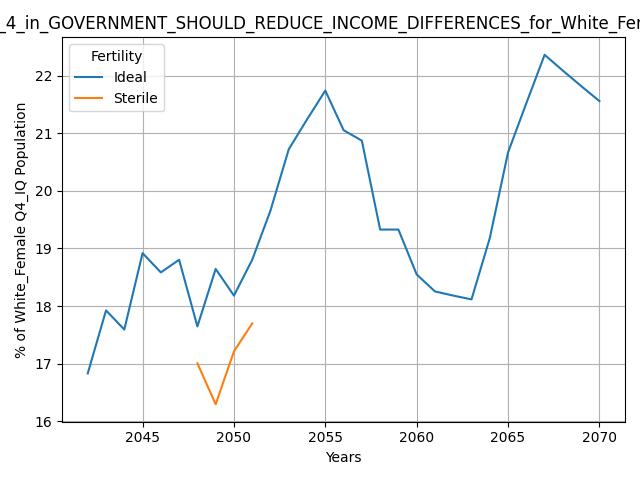 _4_in_GOVERNMENT_SHOULD_REDUCE_INCOME_DIFFERENCES_for_White_Fe
Fertility
Ideal
Sterile
% of White_Female Q4_IQ Population
22
21
20
19
18
17
16
2045
2050
2055
2060
2065
2070
Years